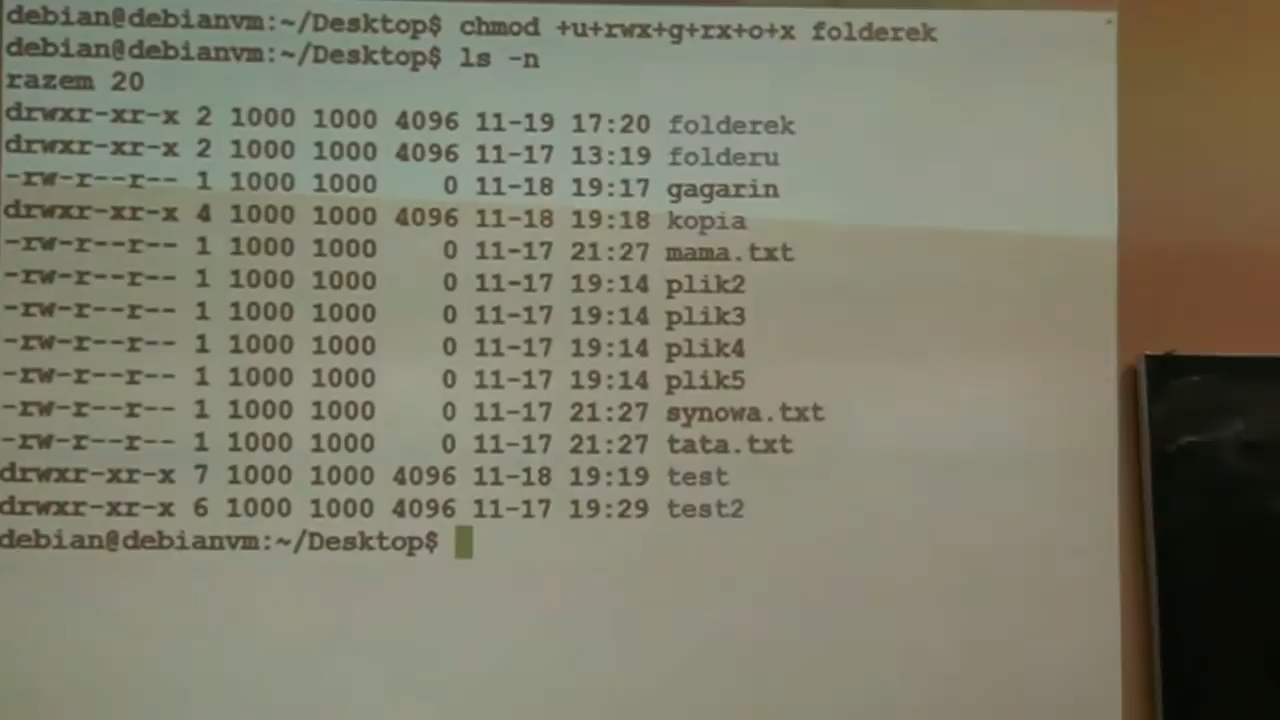 debian@debianvm:~/Desktop$ chmod +u+rwx+g+rx+o+x folderek
debian@debianvm:~/Desktop$ ls -n
razem 20
drwxr-xr-x 2 1000 1000 4096 11-19 17:20 folderek
drwxr-xr-x 2 1000 1000 4096 11-17 13:19 folderu
-rw-r--r-- 1 1000 1000    0 11-18 19:17 gagarin
drwxr-xr-x 4 1000 1000 4096 11-18 19:18 kopia
-rw-r--r-- 1 1000 1000    0 11-17 21:27 mama.txt
-rw-r--r-- 1 1000 1000    0 11-17 19:14 plik2
-rw-r--r-- 1 1000 1000    0 11-17 19:14 plik3
-rw-r--r-- 1 1000 1000    0 11-17 19:14 plik4
-rw-r--r-- 1 1000 1000    0 11-17 19:14 plik5
-rw-r--r-- 1 1000 1000    0 11-17 21:27 synowa.txt
-rw-r--r-- 1 1000 1000    0 11-17 21:27 tata.txt
drwxr-xr-x 7 1000 1000 4096 11-18 19:19 test
drwxr-xr-x 6 1000 1000 4096 11-17 19:29 test2
debian@debianvm:~/Desktop$